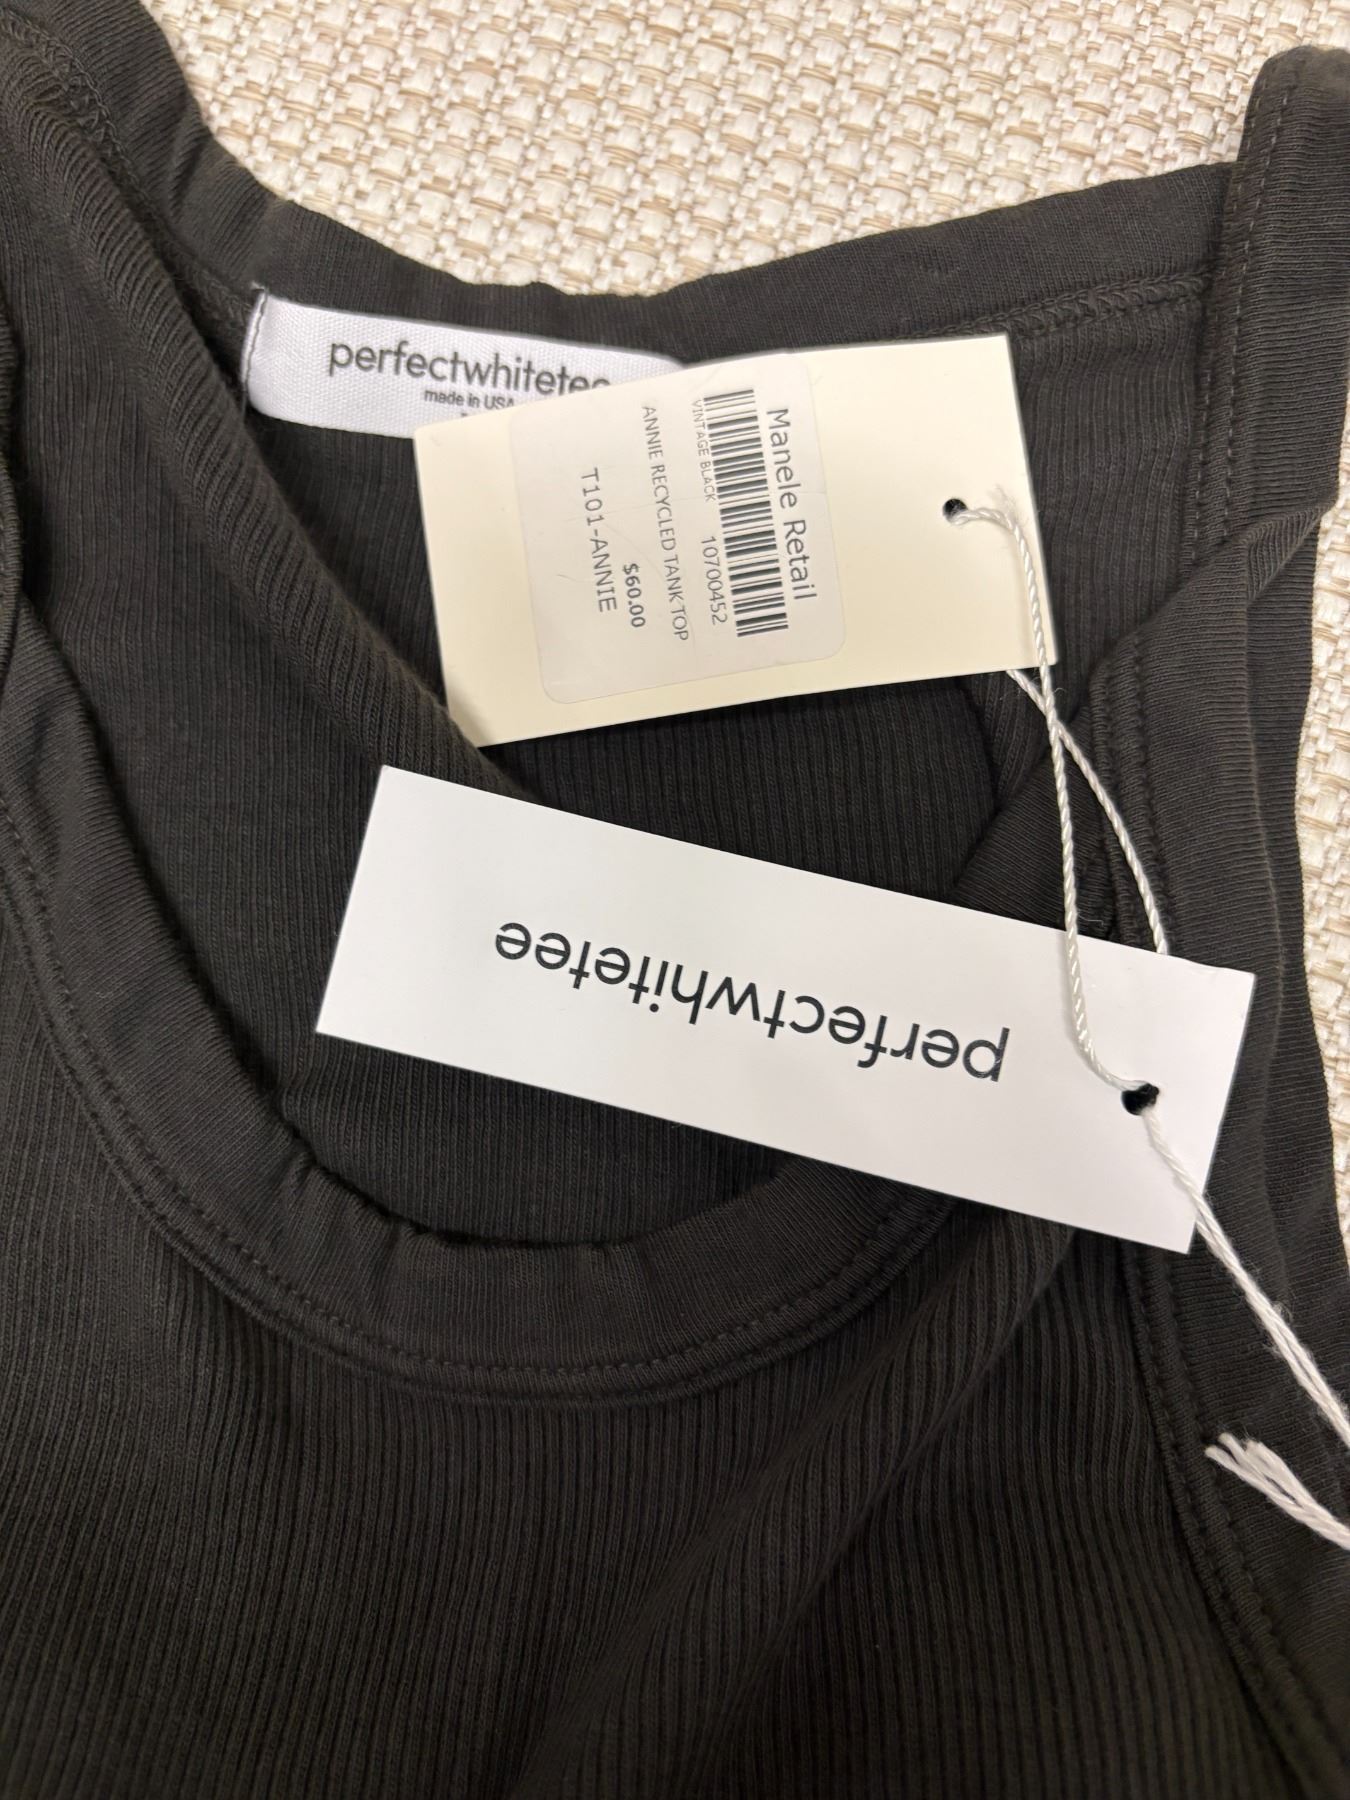 perfectwhitetee
made in USA
Manele Retail
VINTAGE BLACK 10700452
ANNIE RECYCLED TANK TOP
$60.00
T101-ANNIE
perfectwhitetee